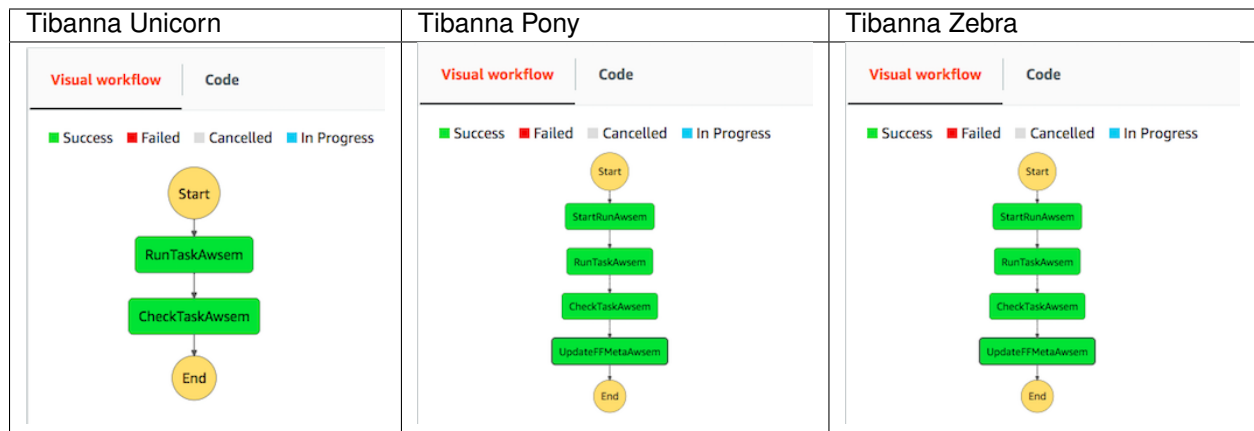 Tibanna Unicorn
Visual workflow Code
Success Failed Cancelled In Progress
Start
RunTaskAwsem
CheckTaskAwsem
End
Tibanna Pony
Visual workflow Code
Success Failed Cancelled In Progress
Start
StartRunAwsem
RunTaskAwsem
CheckTaskAwsem
UpdateFFMetaAwsem
End
Tibanna Zebra
Visual workflow Code
Success Failed Cancelled In Progress
Start
StartRunAwsem
RunTaskAwsem
CheckTaskAwsem
UpdateFFMetaAwsem
End